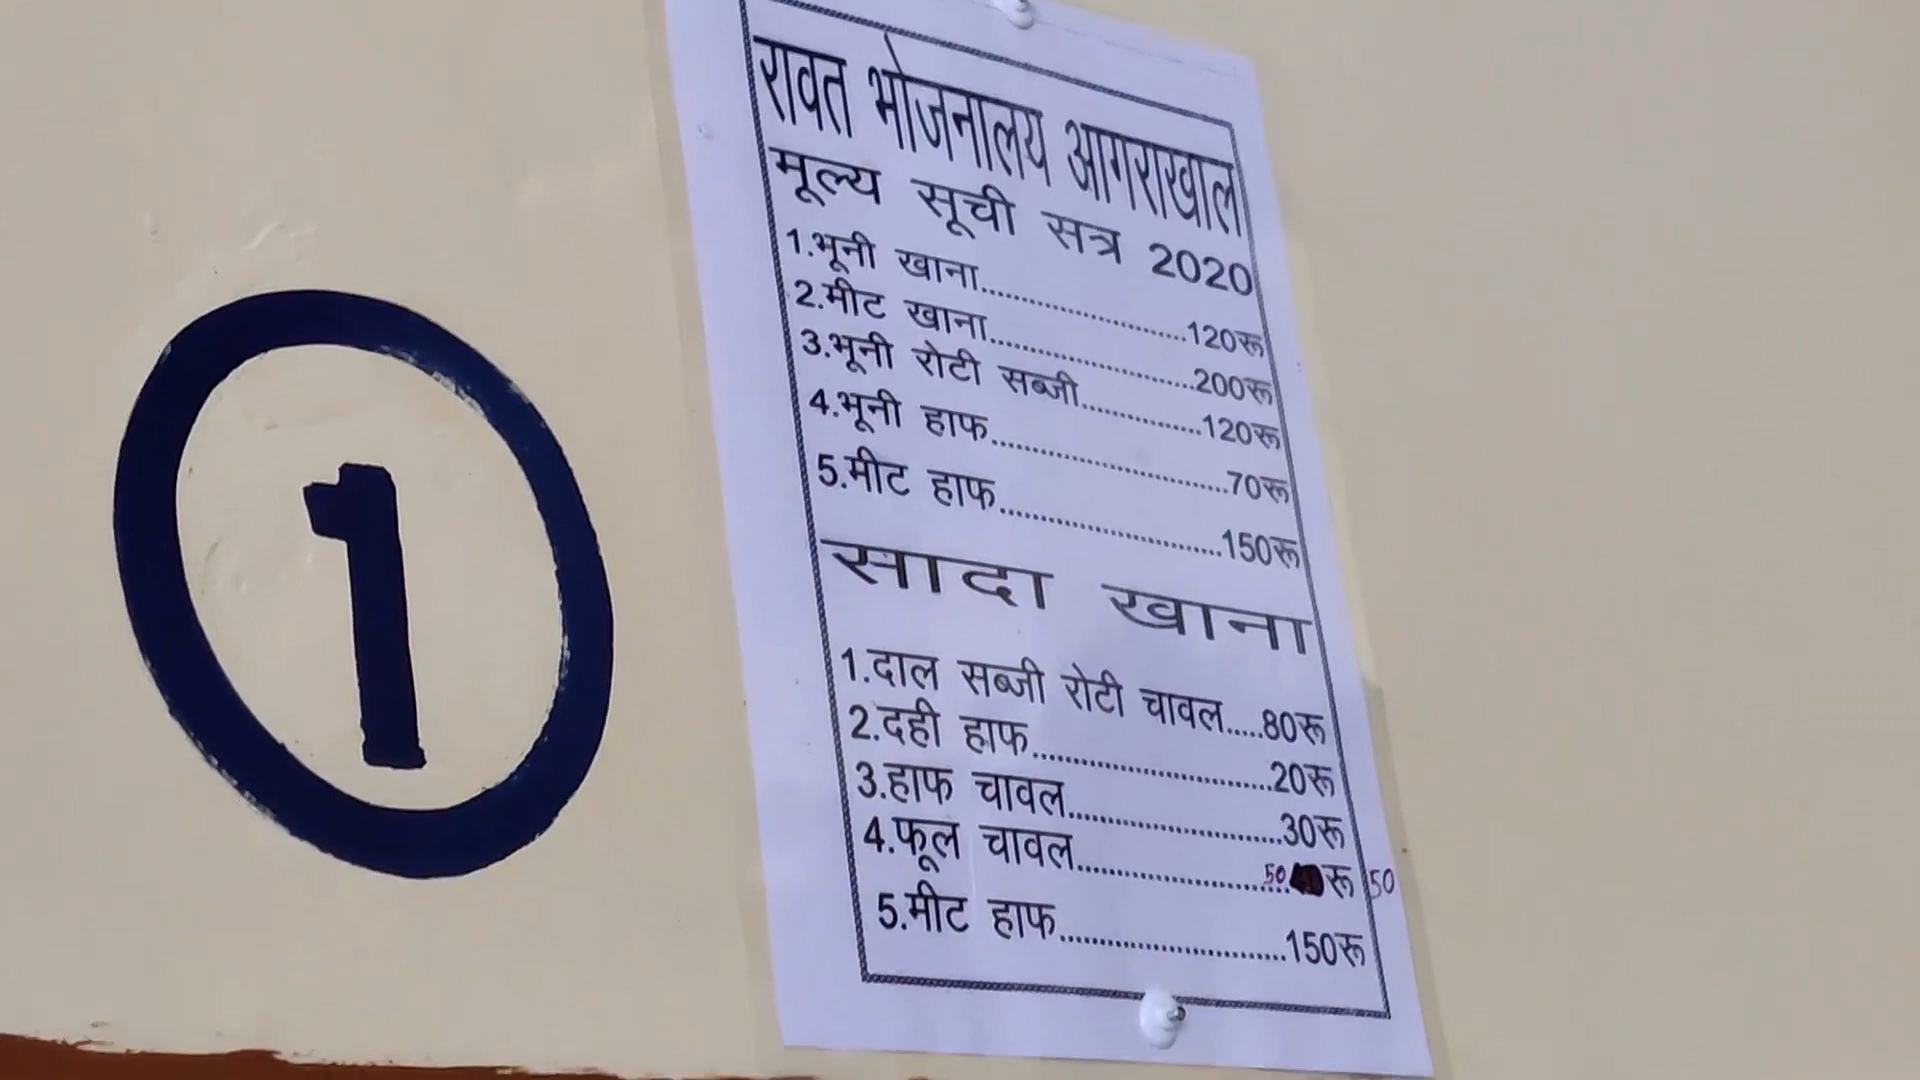 1
रावत भोजनालय आगराखाल
मूल्य सूची सत्र 2020
1.भूनी खाना....................120रू
2.मीट खाना....................200रू
3.भूनी रोटी सब्जी............120रू
4.भूनी हाफ.......................70रू
5.मीट हाफ.....................150रू
सादा खाना
1.दाल सब्जी रोटी चावल....80रू
2.दही हाफ.......................20रू
3.हाफ चावल....................30रू
4.फूल चावल....................50 रू 50
5.मीट हाफ.....................150रू